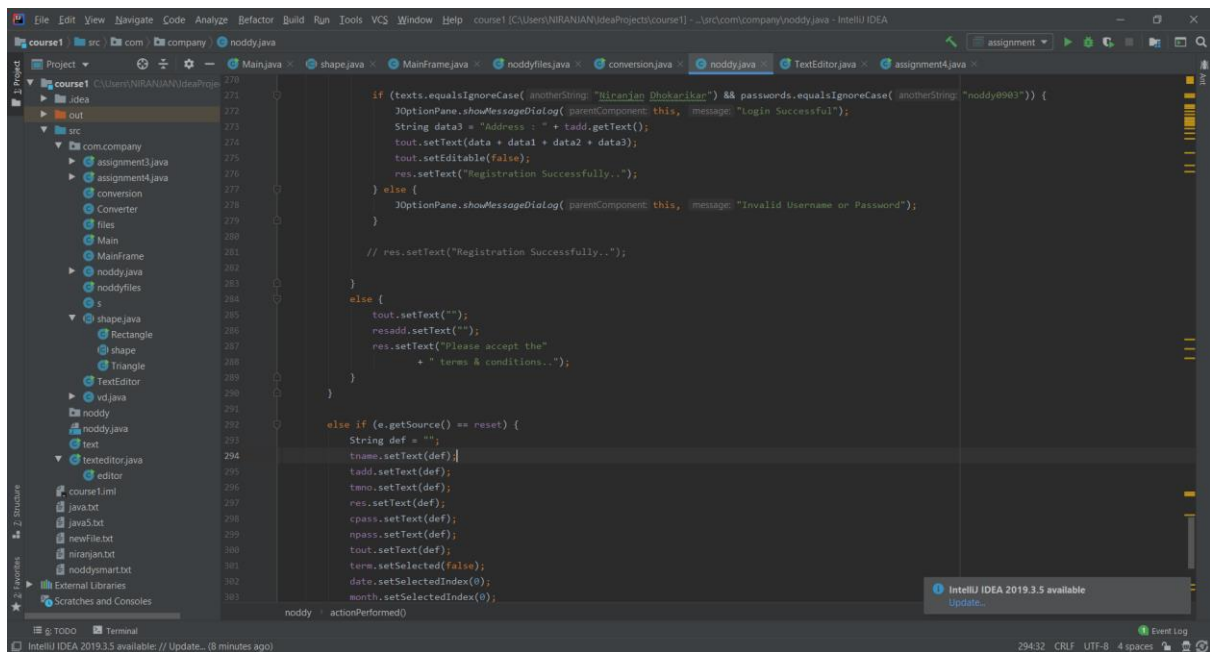 File Edit View Navigate Code Analyze Refactor Build Run Tools VCS Window Help course1 [C:\Users\NIRANJAN\IdeaProjects\course1] - ...\src\com\company\noddy.java - IntelliJ IDEA
course1 src com company noddy.java assignment
Project Main.java shape.java MainFrame.java noddyfiles.java conversion.java noddy.java TextEditor.java assignment4.java
1: Project
Ant
course1 C:\Users\NIRANJAN\IdeaProje
.idea
out
src
com.company
assignment3.java
assignment4.java
conversion
Converter
files
Main
MainFrame
noddy.java
noddyfiles
s
shape.java
Rectangle
shape
Triangle
TextEditor
vd.java
noddy
noddy.java
text
texteditor.java
editor
course1.iml
java.txt
java5.txt
newFile.txt
niranjan.txt
noddysmart.txt
External Libraries
Scratches and Consoles
Z: Structure
2: Favorites
270
271 if (texts.equalsIgnoreCase( anotherString: "Niranjan Dhokarikar") && passwords.equalsIgnoreCase( anotherString: "noddy0903")) {
272 JOptionPane.showMessageDialog( parentComponent: this, message: "Login Successful");
273 String data3 = "Address : " + tadd.getText();
274 tout.setText(data + data1 + data2 + data3);
275 tout.setEditable(false);
276 res.setText("Registration Successfully..");
277 } else {
278 JOptionPane.showMessageDialog( parentComponent: this, message: "Invalid Username or Password");
279 }
280
281 // res.setText("Registration Successfully..");
282
283 }
284 else {
285 tout.setText("");
286 resadd.setText("");
287 res.setText("Please accept the"
288 + " terms & conditions..");
289 }
290 }
291
292 else if (e.getSource() == reset) {
293 String def = "";
294 tname.setText(def);
295 tadd.setText(def);
296 tmno.setText(def);
297 res.setText(def);
298 cpass.setText(def);
299 npass.setText(def);
300 tout.setText(def);
301 term.setSelected(false);
302 date.setSelectedIndex(0);
303 month.setSelectedIndex(0);
noddy actionPerformed()
IntelliJ IDEA 2019.3.5 available
Update...
6: TODO Terminal 1 Event Log
IntelliJ IDEA 2019.3.5 available: // Update... (8 minutes ago) 294:32 CRLF UTF-8 4 spaces